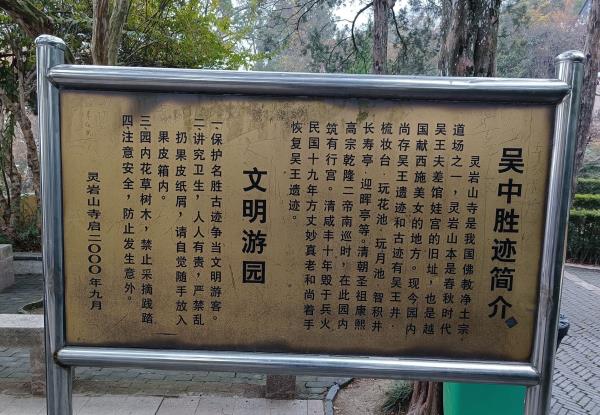 吴中胜迹简介
灵岩山寺是我国佛教净土宗
道场之一，灵岩山本是春秋时代
吴王夫差馆娃宫的旧址，也是越
国献西施美女的地方。现今园内
尚存吴王遗迹和古迹有吴王井·
梳妆台·玩花池·玩月池·智积井
长寿亭·迎晖亭等。清朝圣祖康熙
高宗乾隆二帝南巡时，在此园内
筑有行宫。清咸丰十年毁于兵火
民国十九年方丈妙真老和尚着手
恢复吴王遗迹。
文明游园
一保护名胜古迹争当文明游客。
二讲究卫生，人人有责，严禁乱
扔果皮纸屑，请自觉随手放入
果皮箱内。
三园内花草树木，禁止采摘践踏
四注意安全，防止发生意外。
灵岩山寺启二000年九月